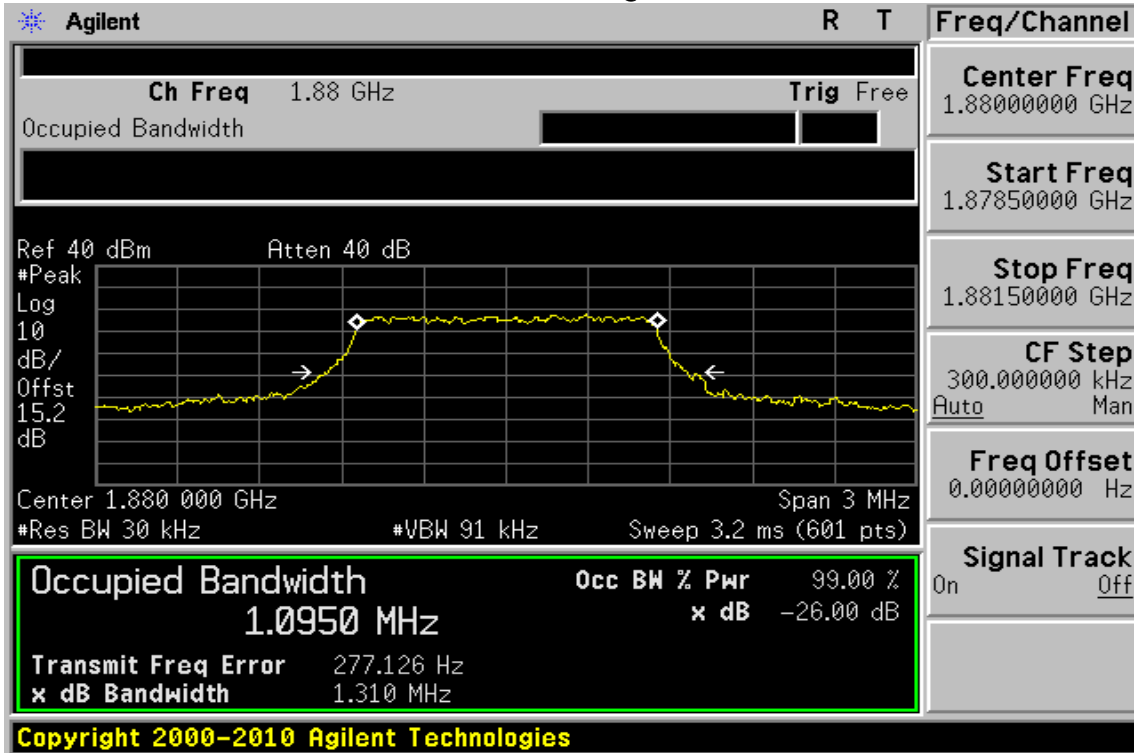 Agilent R T Freq/Channel
Ch Freq 1.88 GHz Trig Free
Occupied Bandwidth
Center Freq
1.88000000 GHz
Start Freq
1.87850000 GHz
Stop Freq
1.88150000 GHz
CF Step
300.000000 kHz
Auto Man
Freq Offset
0.00000000 Hz
Signal Track
On Off
Ref 40 dBm Atten 40 dB
#Peak
Log
10
dB/
Offst
15.2
dB
Center 1.880 000 GHz Span 3 MHz
#Res BW 30 kHz #VBW 91 kHz Sweep 3.2 ms (601 pts)
Occupied Bandwidth Occ BW % Pwr 99.00 %
1.0950 MHz x dB -26.00 dB
Transmit Freq Error 277.126 Hz
x dB Bandwidth 1.310 MHz
Copyright 2000-2010 Agilent Technologies